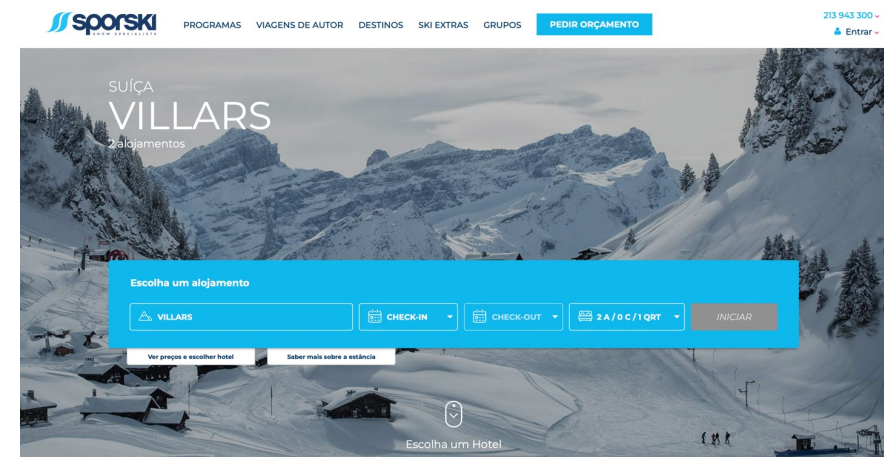 sporski
SNOW SPECIALISTS
PROGRAMAS VIAGENS DE AUTOR DESTINOS SKI EXTRAS GRUPOS PEDIR ORÇAMENTO
213 943 300
Entrar
SUÍÇA
VILLARS
2 alojamentos
Escolha um alojamento
VILLARS CHECK-IN CHECK-OUT 2 A / 0 C / 1 QRT INICIAR
Ver preços e escolher hotel Saber mais sobre a estância
Escolha um Hotel